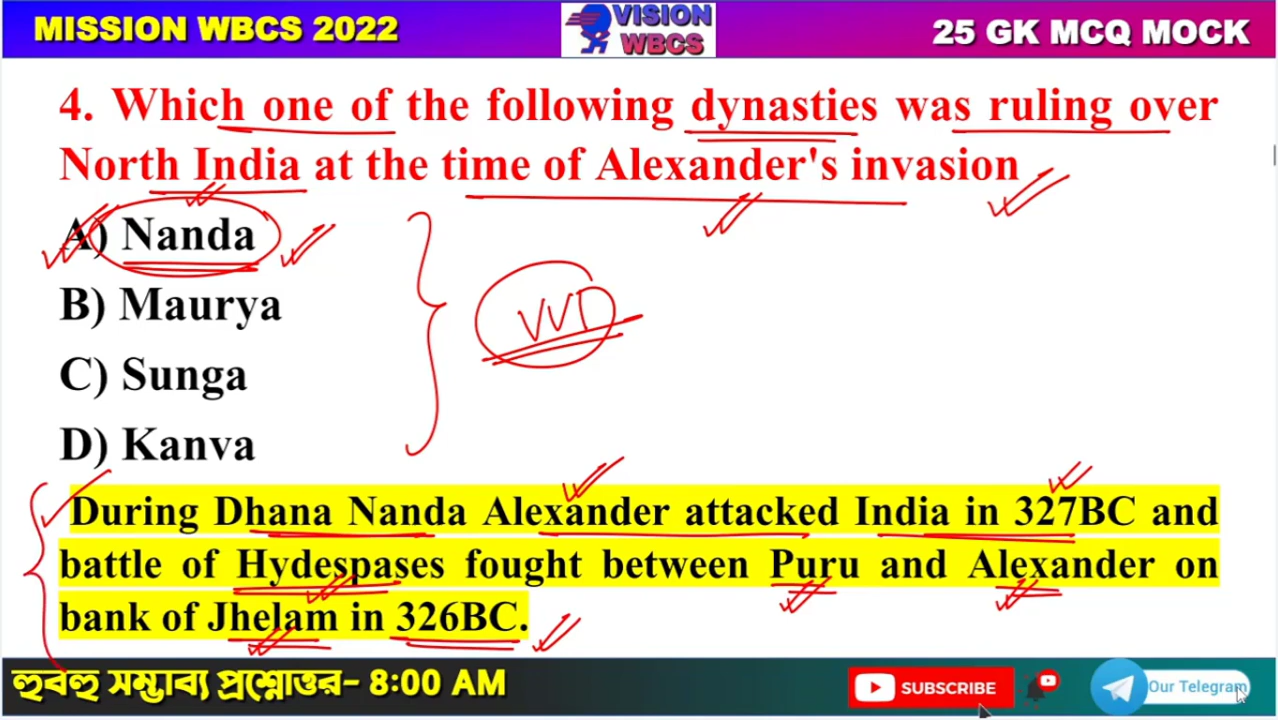 MISSION WBCS 2022
VISION
WBCS
25 GK MCQ MOCK
4. Which one of the following dynasties was ruling over
North India at the time of Alexander's invasion
A) Nanda
B) Maurya
C) Sunga
D) Kanva
During Dhana Nanda Alexander attacked India in 327BC and
battle of Hydespases fought between Puru and Alexander on
bank of Jhelam in 326BC.
হুবহু সম্ভাব্য প্রশ্নোত্তর- 8:00 AM
SUBSCRIBE
Our Telegram